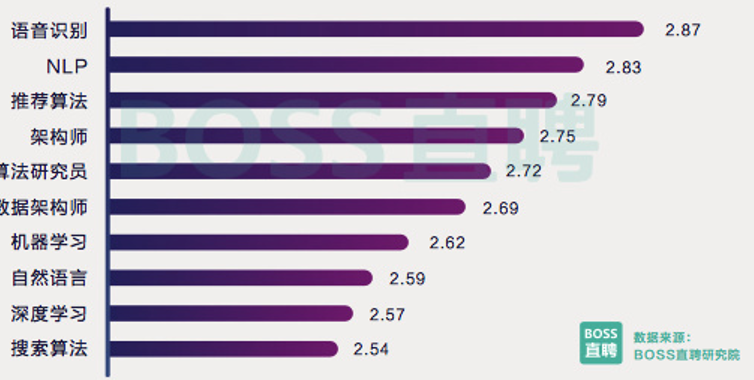 语音识别 2.87
NLP 2.83
推荐算法 2.79
架构师 2.75
算法研究员 2.72
数据架构师 2.69
机器学习 2.62
自然语言 2.59
深度学习 2.57
搜索算法 2.54
BOSS直聘
BOSS
直聘
数据来源：
BOSS直聘研究院